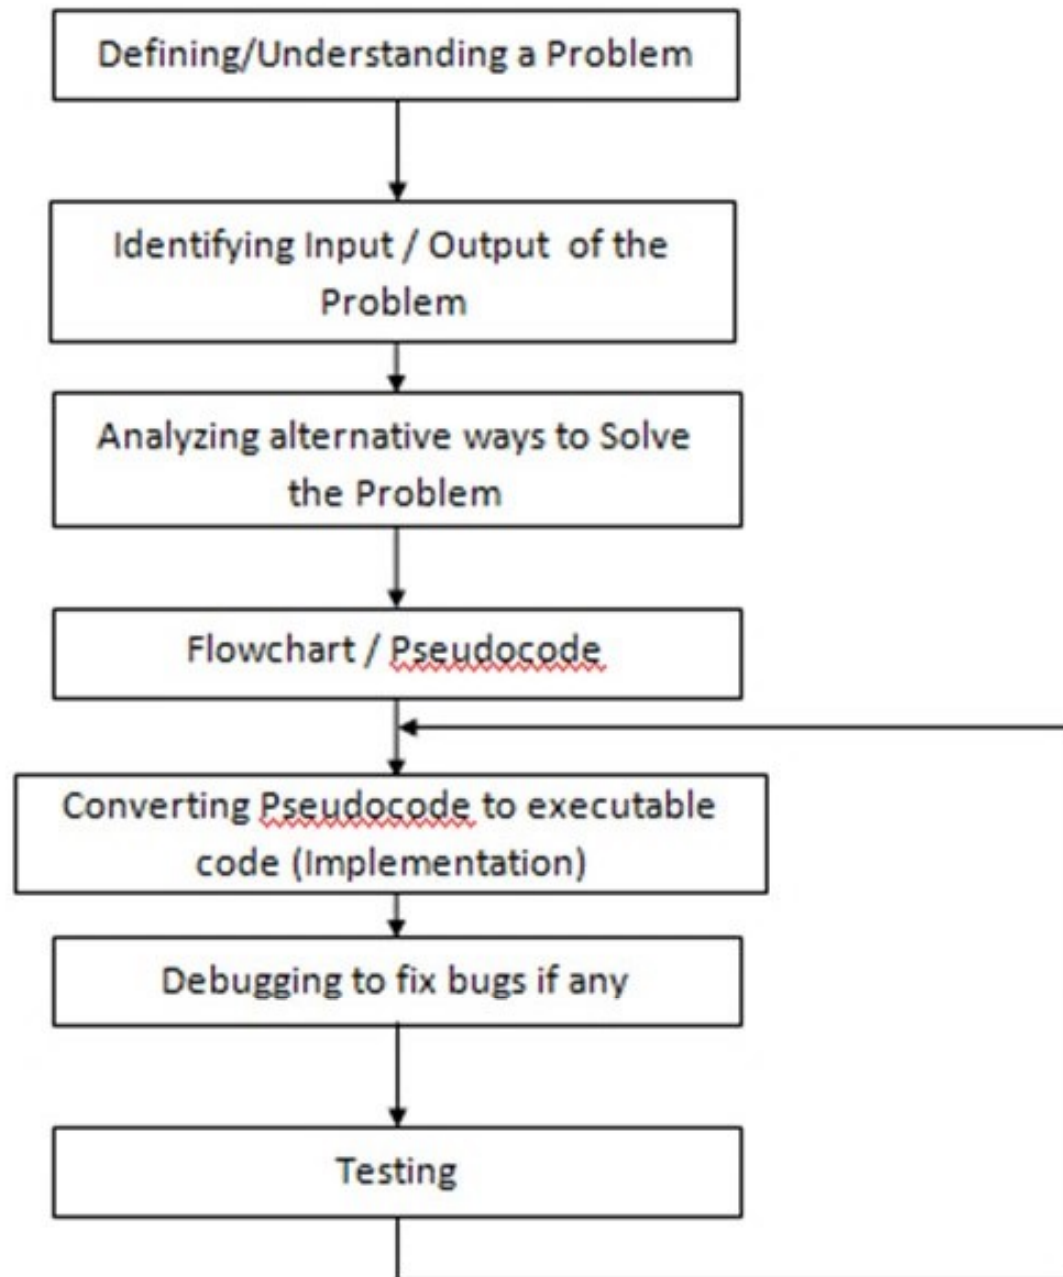 Defining/Understanding a Problem
Identifying Input / Output of the
Problem
Analyzing alternative ways to Solve
the Problem
Flowchart / Pseudocode
Converting Pseudocode to executable
code (Implementation)
Debugging to fix bugs if any
Testing